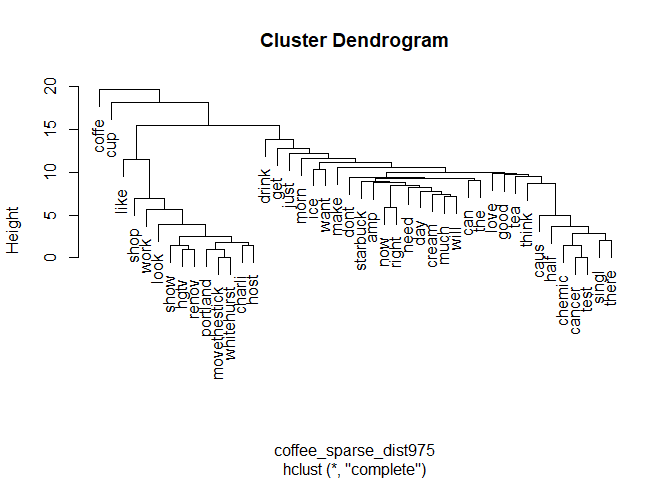 Cluster Dendrogram
Height
0
5
10
15
20
coffe
cup
like
shop
work
look
show
hgtv
renov
portland
movethestick
whitehurst
charli
host
drink
get
just
morn
ice
want
make
dont
starbuck
amp
now
right
need
day
cream
much
will
can
the
love
good
tea
think
caus
half
chemic
cancer
test
singl
there
coffee_sparse_dist975
hclust (*, "complete")